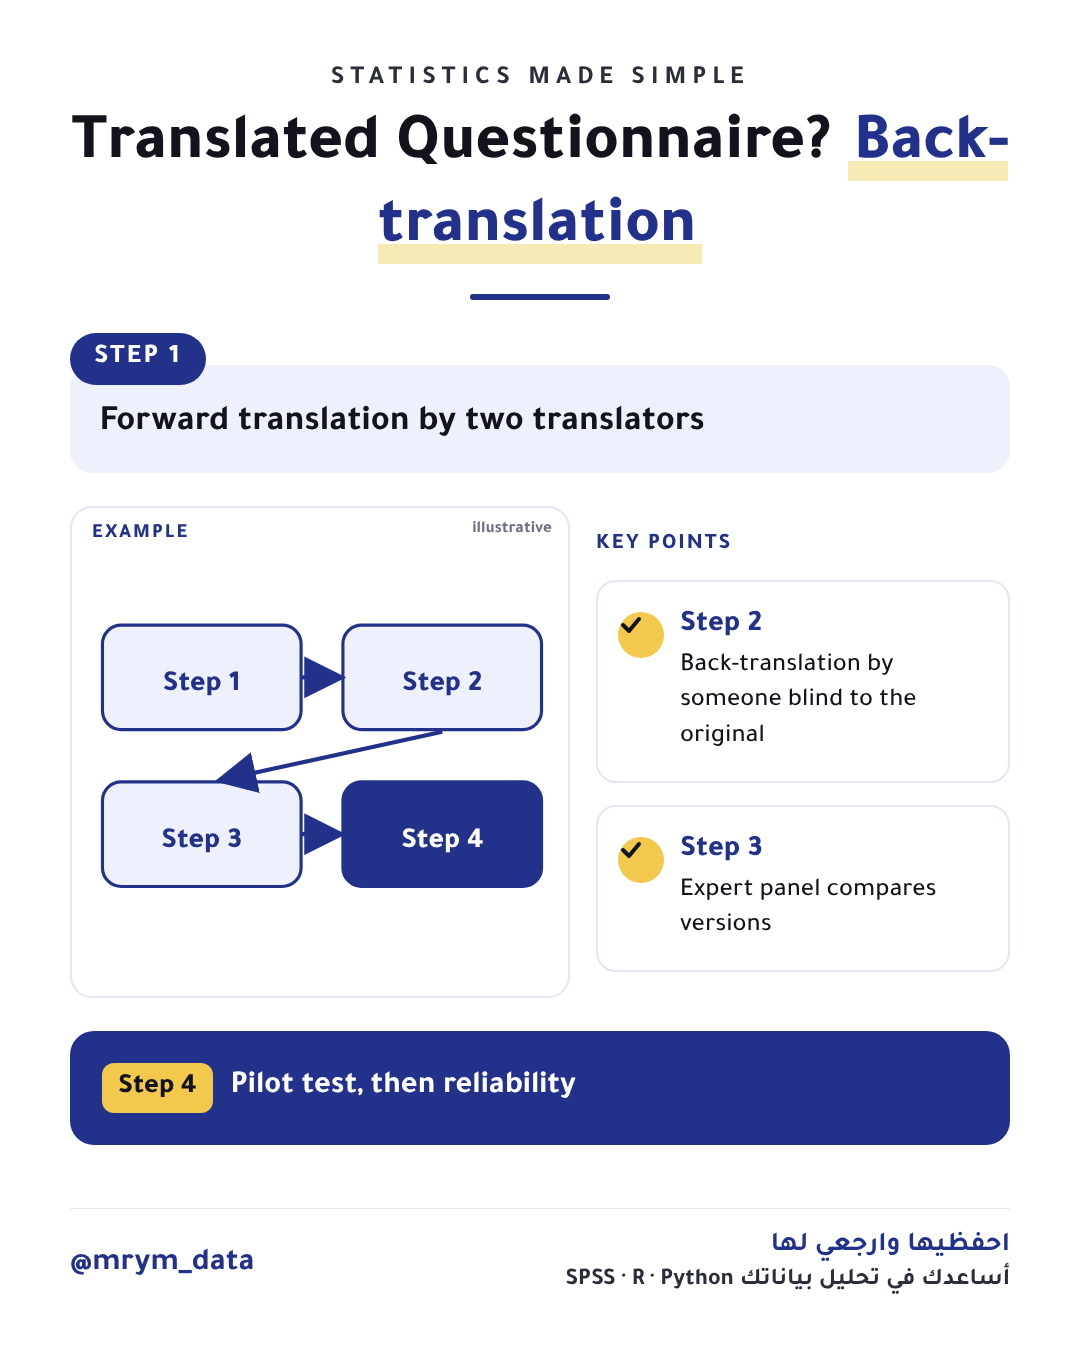 STATISTICS MADE SIMPLE
Translated Questionnaire? Back-
translation
STEP 1
Forward translation by two translators
EXAMPLE
illustrative
Step 1
Step 2
Step 3
Step 4
KEY POINTS
Step 2
Back-translation by
someone blind to the
original
Step 3
Expert panel compares
versions
Step 4 Pilot test, then reliability
@mrym_data
احفظيها وارجعي لها
أساعدك في تحليل بياناتك SPSS · R · Python